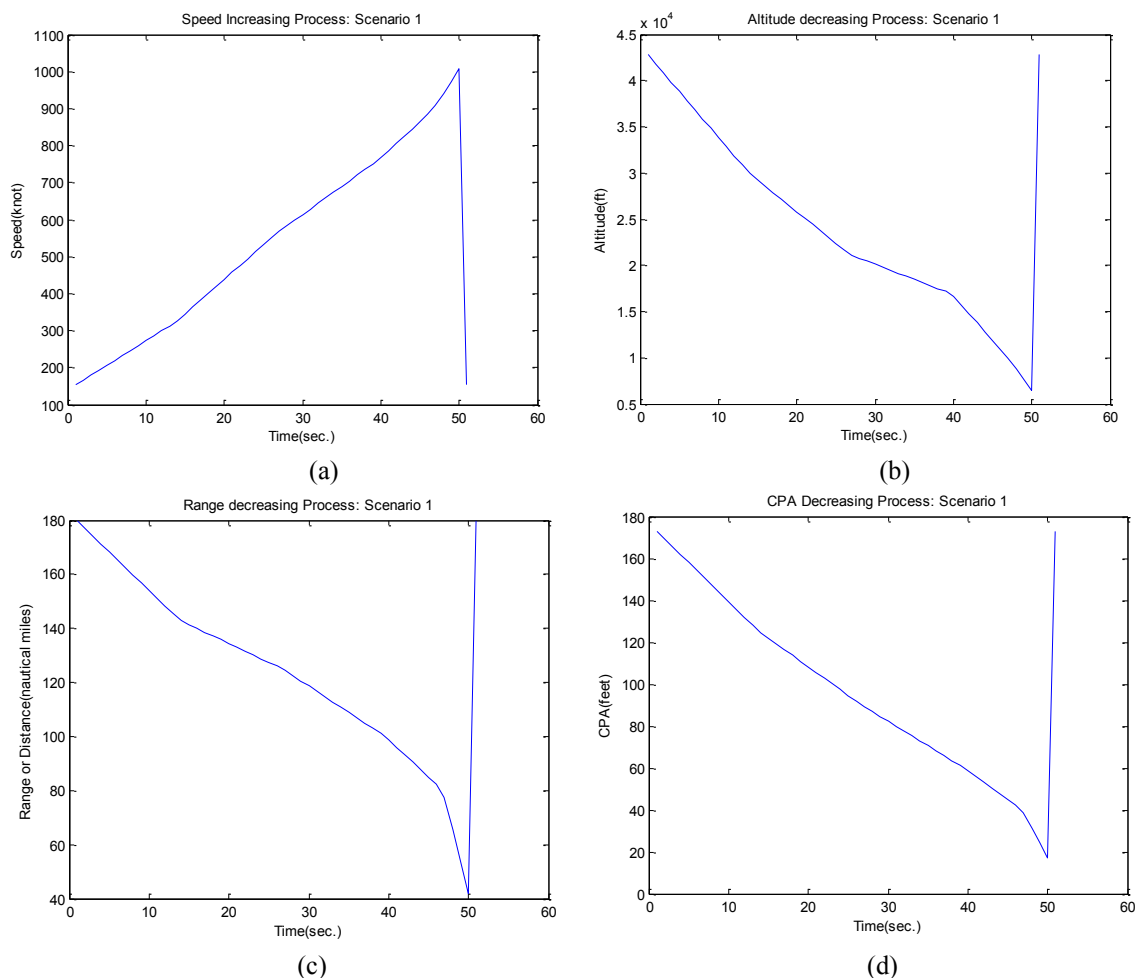 Speed Increasing Process: Scenario 1
1100
1000
900
800
700
600
500
400
300
200
100
Speed(knot)
0 10 20 30 40 50 60
Time(sec.)
(a)
Altitude decreasing Process: Scenario 1
x 10^4
4.5
4
3.5
3
2.5
2
1.5
1
0.5
Altitude(ft)
0 10 20 30 40 50 60
Time(sec.)
(b)
Range decreasing Process: Scenario 1
180
160
140
120
100
80
60
40
Range or Distance(nautical miles)
0 10 20 30 40 50 60
Time(sec.)
(c)
CPA Decreasing Process: Scenario 1
180
160
140
120
100
80
60
40
20
0
CPA(feet)
0 10 20 30 40 50 60
Time(sec.)
(d)